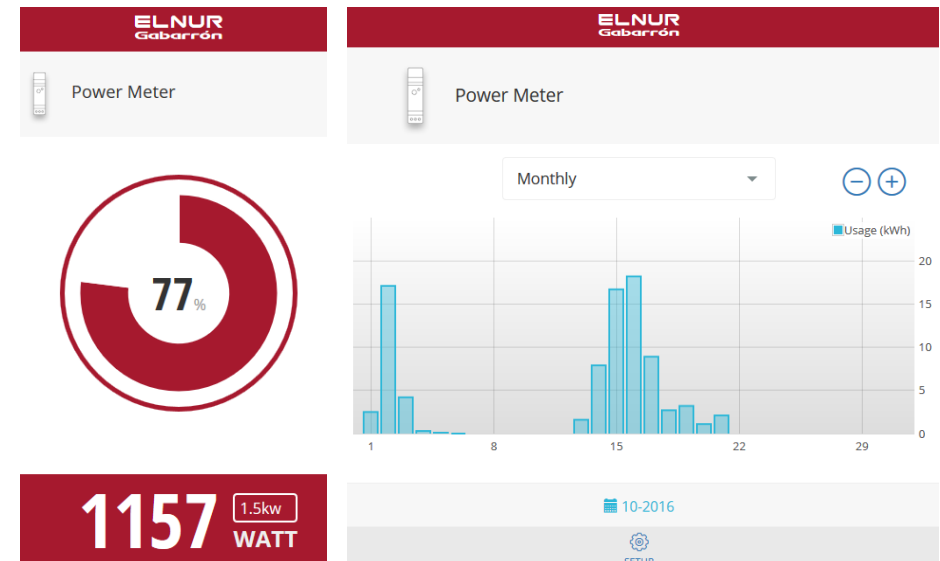 ELNUR
Gabarrón
Power Meter
77%
1157
1.5kw
WATT
ELNUR
Gabarrón
Power Meter
Monthly
Usage (kWh)
20
15
10
5
0
1 8 15 22 29
10-2016
SETUP